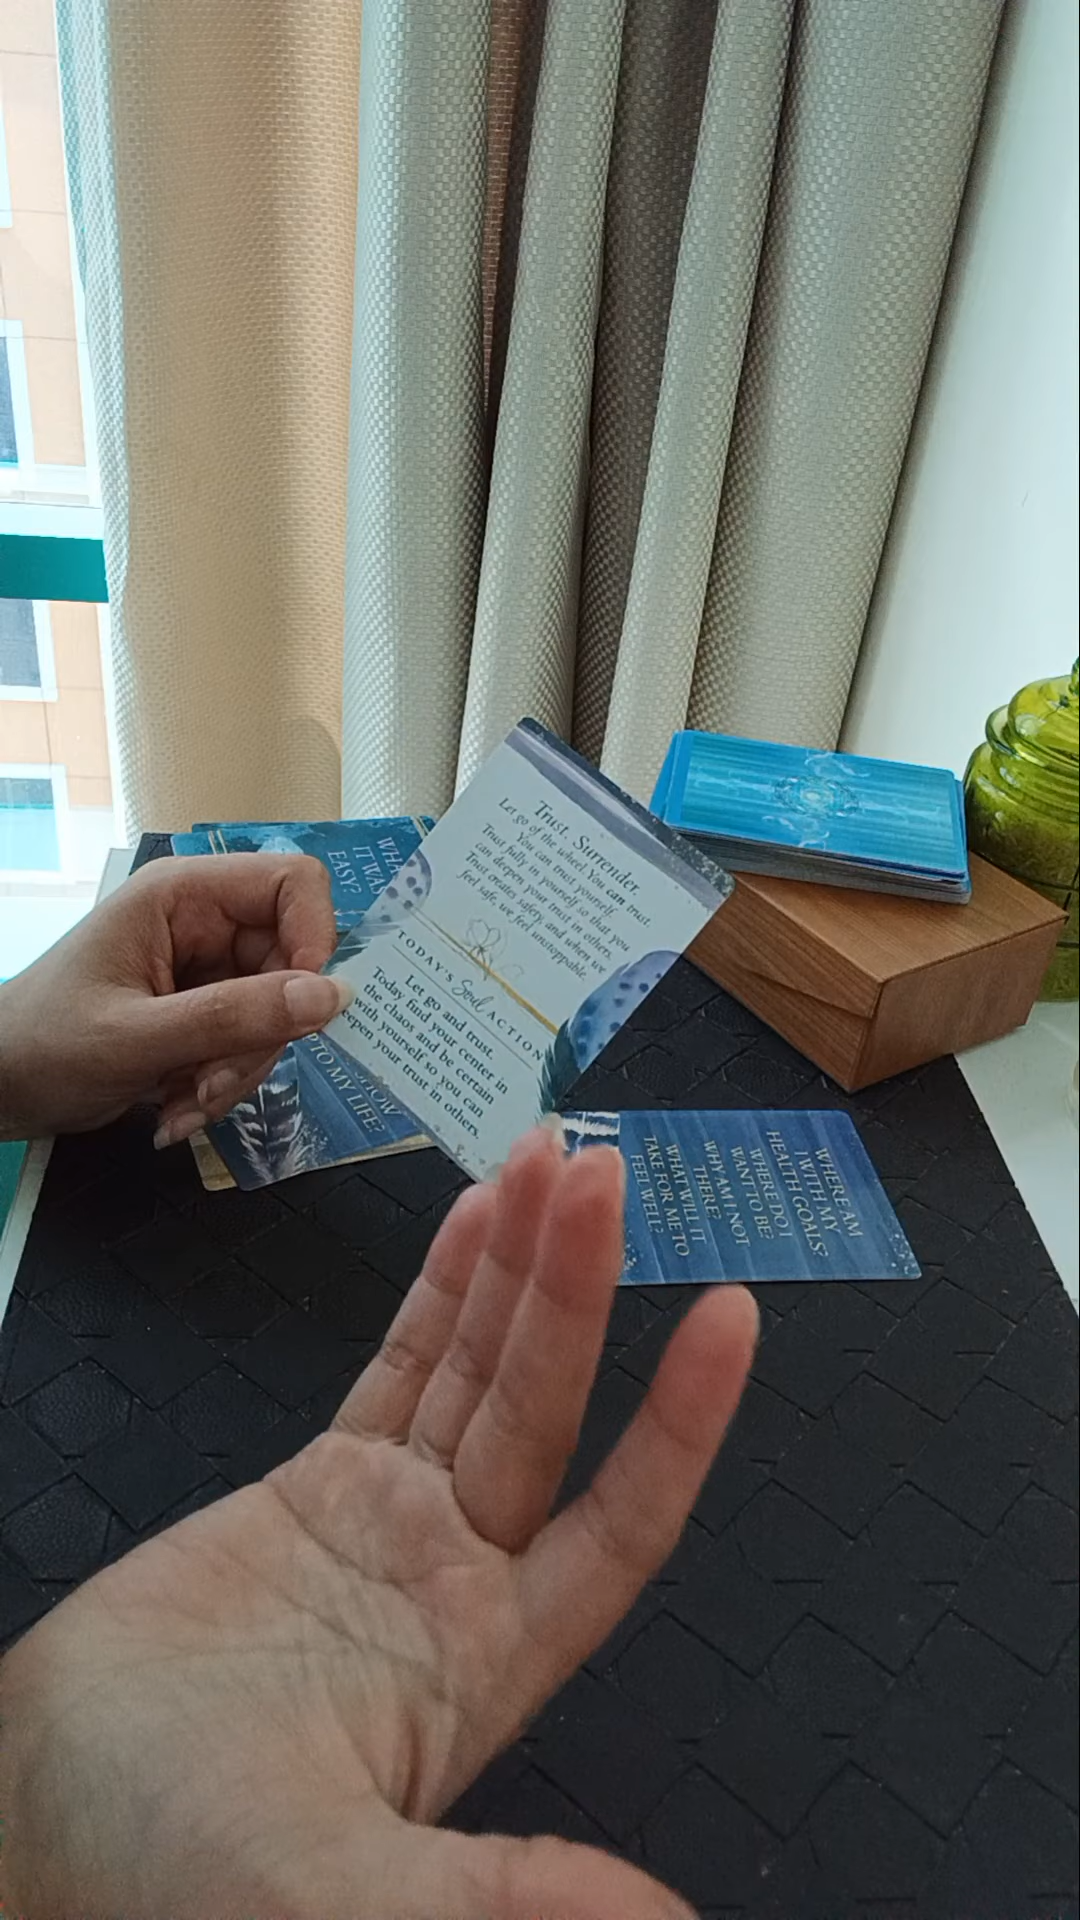 WHA
IT WAS
EASY?
Trust. Surrender.
Let go of the wheel. You can trust.
You can trust yourself.
Trust fully in yourself so that you
can deepen your trust in others.
Trust creates safety, and when we
feel safe, we feel unstoppable.
TODAY'S Soul ACTION
Let go and trust.
Today find your center in
the chaos and be certain
with yourself so you can
eepen your trust in others.
TO MY LIFE?
WHERE AM
I WITH MY
HEALTH GOALS?
WHERE DO I
WANT TO BE?
WHY AM I NOT
THERE?
WHAT WILL IT
TAKE FOR ME TO
FEEL WELL?